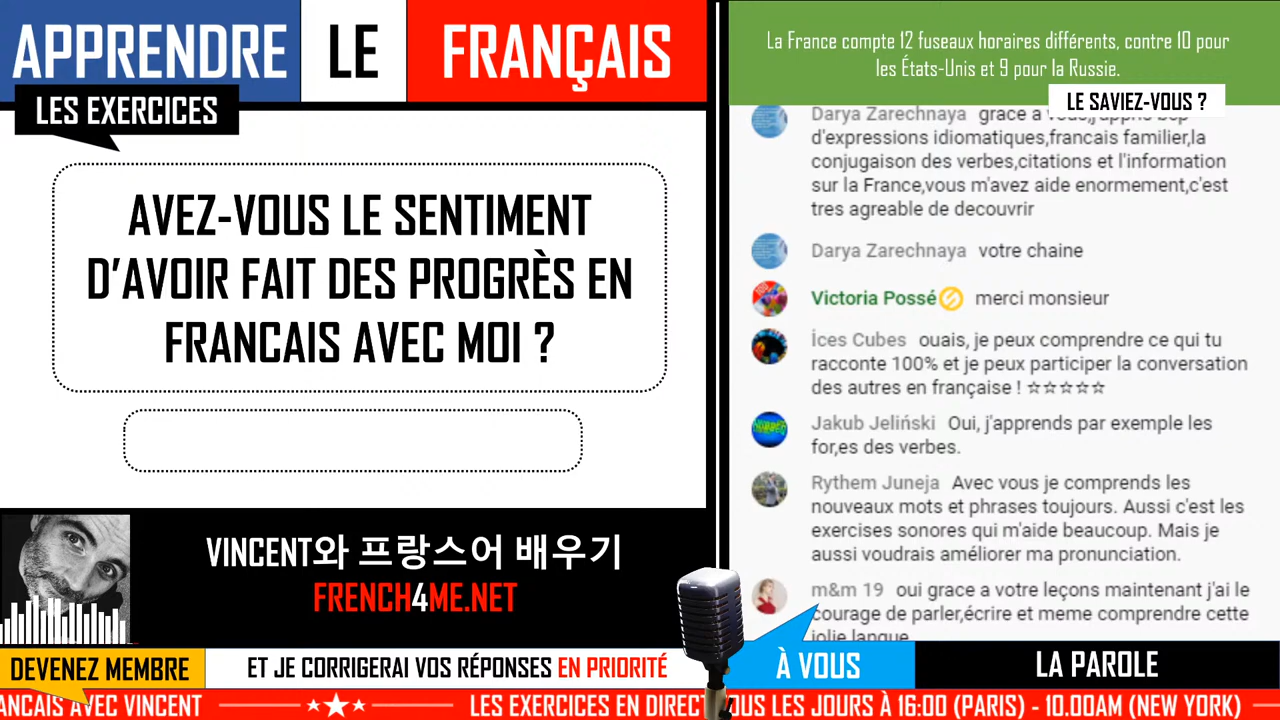 APPRENDRE LE FRANÇAIS
LES EXERCICES
AVEZ-VOUS LE SENTIMENT
D’AVOIR FAIT DES PROGRÈS EN
FRANCAIS AVEC MOI ?
VINCENT와 프랑스어 배우기
FRENCH4ME.NET
DEVENEZ MEMBRE
ET JE CORRIGERAI VOS RÉPONSES EN PRIORITÉ
La France compte 12 fuseaux horaires différents, contre 10 pour
les États-Unis et 9 pour la Russie.
LE SAVIEZ-VOUS ?
Darya Zarechnaya grace a
d'expressions idiomatiques,francais familier,la
conjugaison des verbes,citations et l'information
sur la France,vous m'avez aide enormement,c'est
tres agreable de decouvrir
Darya Zarechnaya votre chaine
Victoria Possé merci monsieur
İces Cubes ouais, je peux comprendre ce qui tu
racconte 100% et je peux participer la conversation
des autres en française ! ☆☆☆☆☆
Jakub Jeliński Oui, j'apprends par exemple les
for,es des verbes.
Rythem Juneja Avec vous je comprends les
nouveaux mots et phrases toujours. Aussi c'est les
exercises sonores qui m'aide beaucoup. Mais je
aussi voudrais améliorer ma pronunciation.
m&m 19 oui grace a votre leçons maintenant j'ai le
courage de parler,écrire et meme comprendre cette
jolie langue
À VOUS
LA PAROLE
ANCAIS AVEC VINCENT
LES EXERCICES EN DIRECT OUS LES JOURS À 16:00 (PARIS) - 10.00AM (NEW YORK)